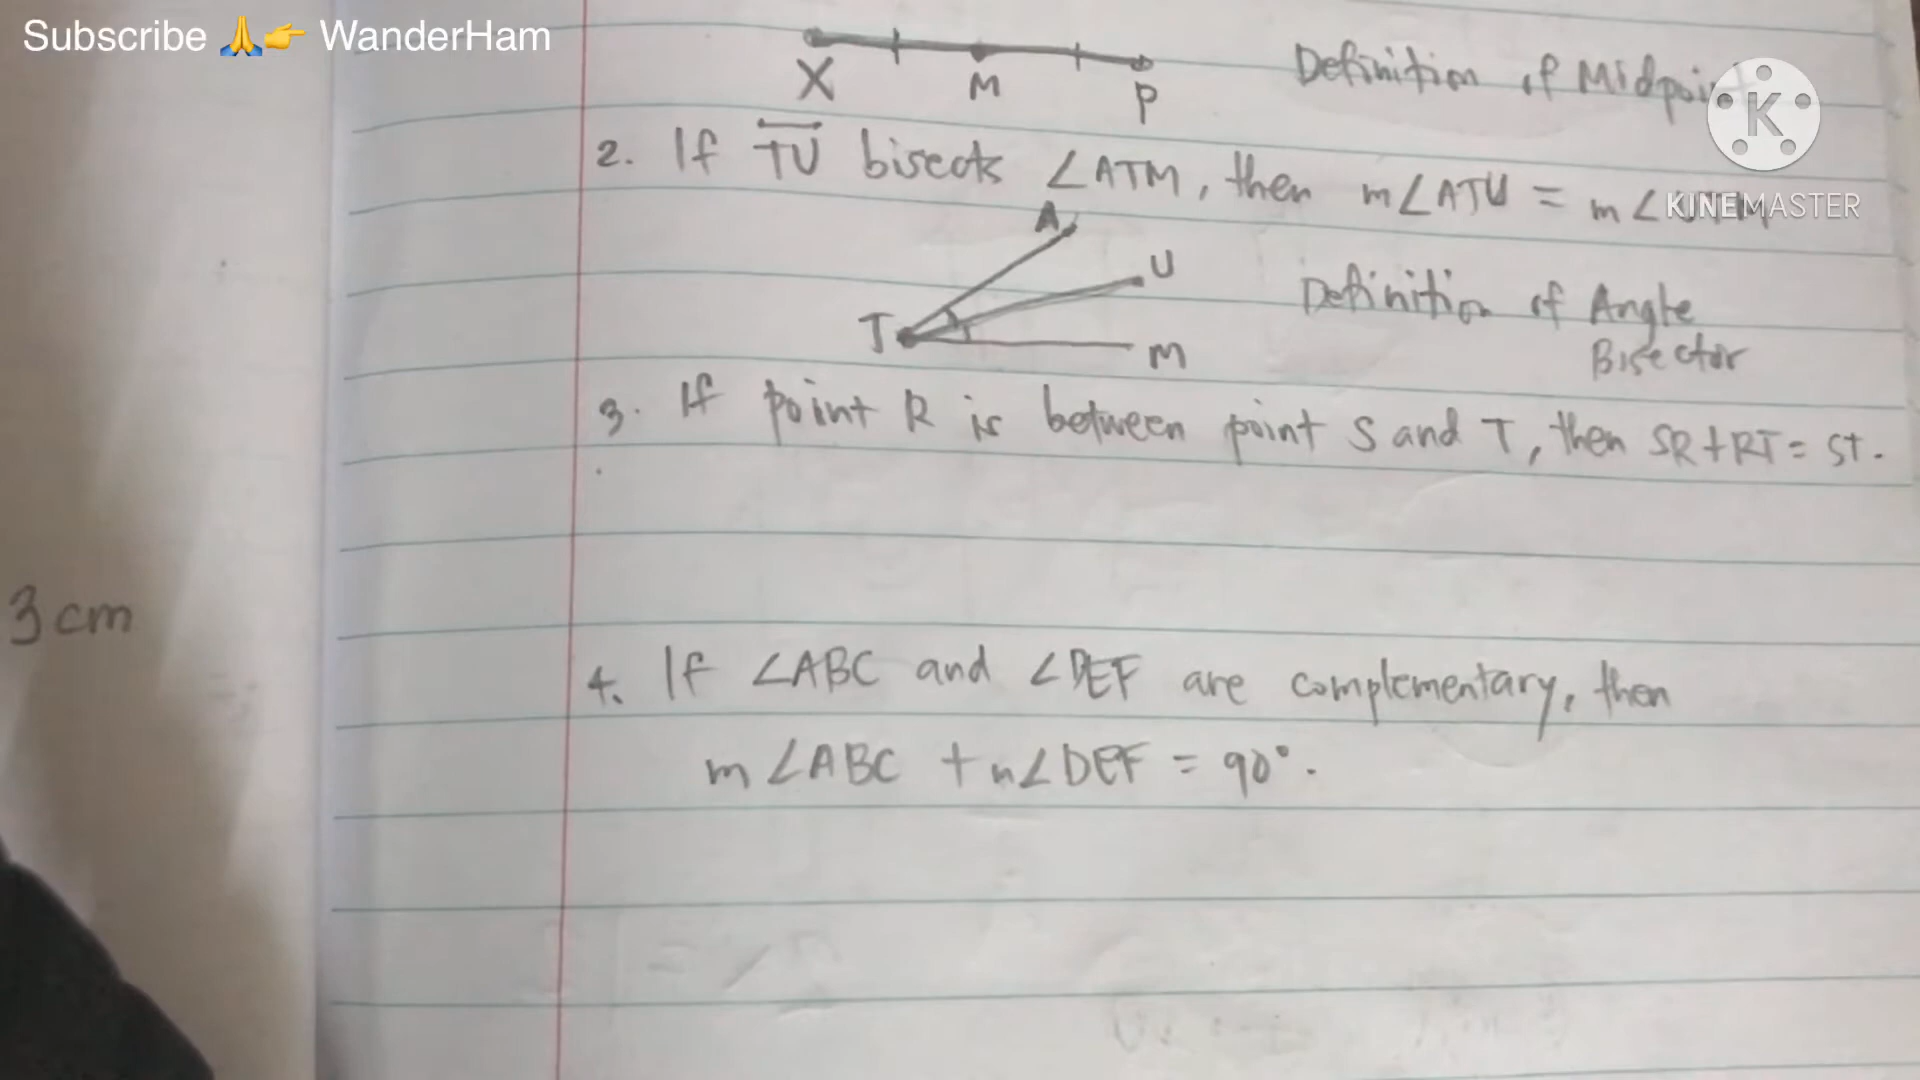 Subscribe 🙏👉 WanderHam
X M P Definition of Midpoint
K
2. If TU bisects ∠ATM, then m∠ATU = m∠UTM
KINEMASTER
A
U
T
M
Definition of Angle
Bisector
3. If point R is between point S and T, then SR+RT = ST.
3cm
4. If ∠ABC and ∠DEF are complementary, then
m∠ABC + m∠DEF = 90°.